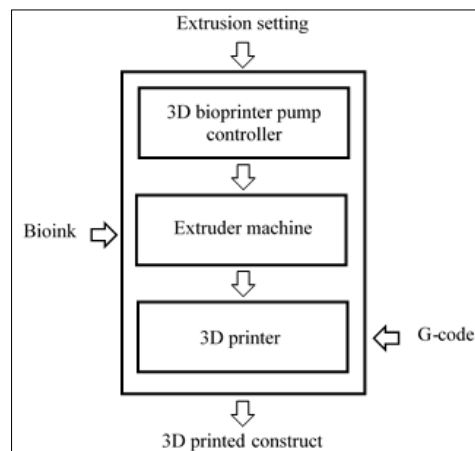 Extrusion setting
3D bioprinter pump
controller
Bioink
Extruder machine
3D printer
G-code
3D printed construct